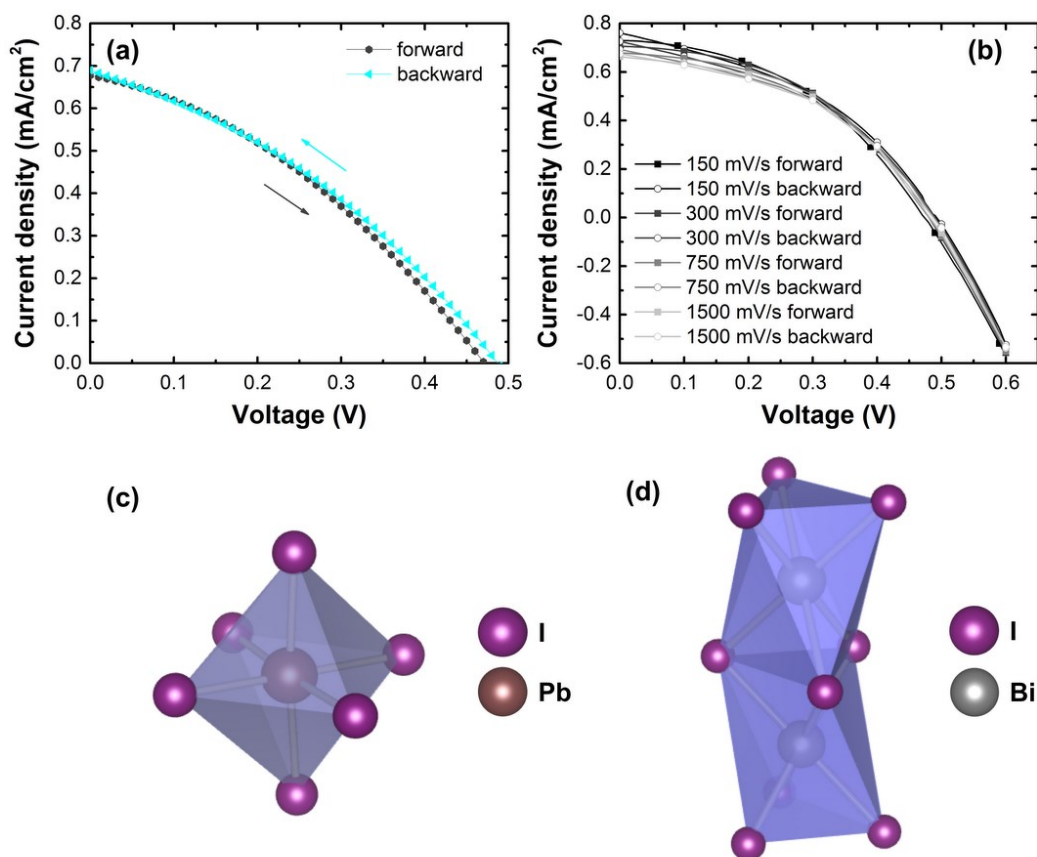 (a)
forward
backward
Current density (mA/cm²)
0.8
0.7
0.6
0.5
0.4
0.3
0.2
0.1
0.0
0.0 0.1 0.2 0.3 0.4 0.5
Voltage (V)
(b)
Current density (mA/cm²)
0.8
0.6
0.4
0.2
0.0
-0.2
-0.4
-0.6
150 mV/s forward
150 mV/s backward
300 mV/s forward
300 mV/s backward
750 mV/s forward
750 mV/s backward
1500 mV/s forward
1500 mV/s backward
0.0 0.1 0.2 0.3 0.4 0.5 0.6
Voltage (V)
(c)
I
Pb
(d)
I
Bi